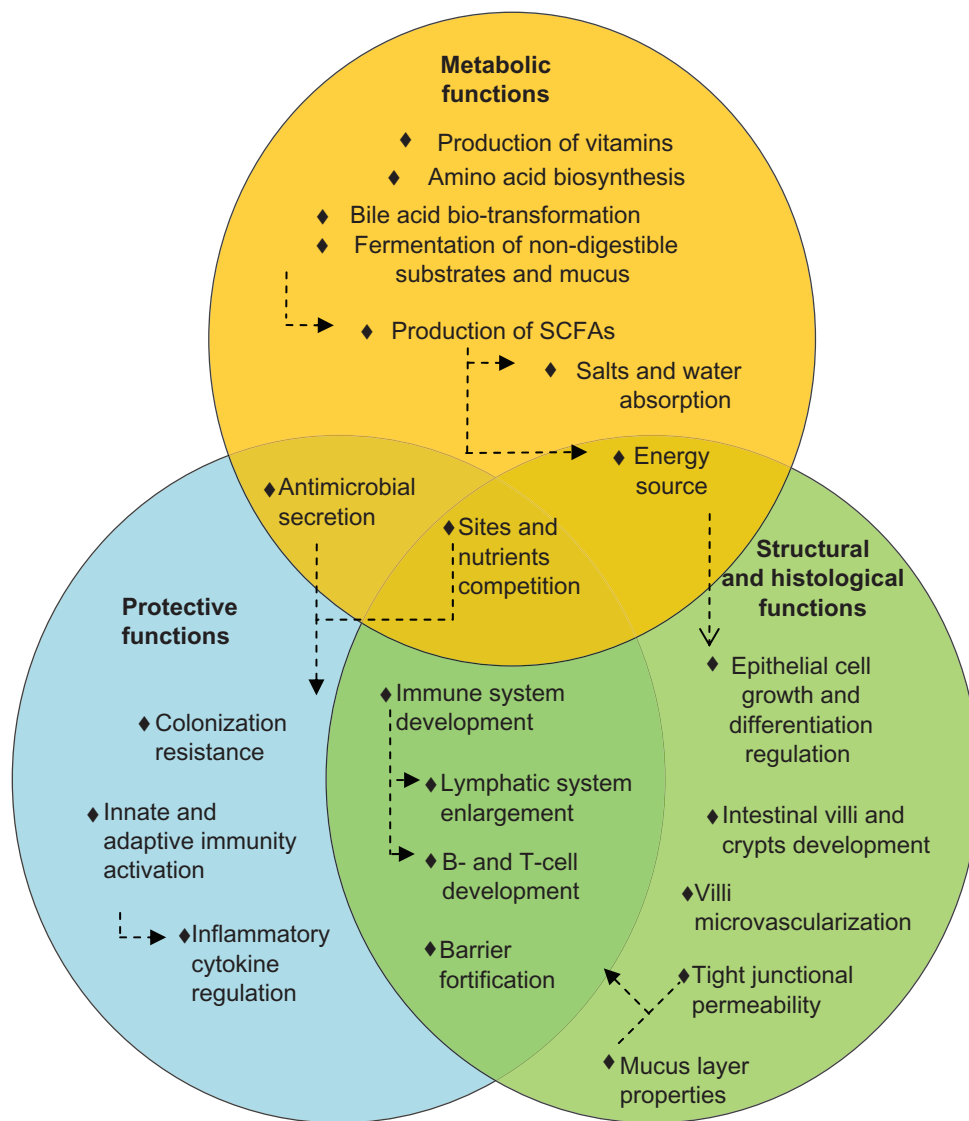 Metabolic
functions
♦ Production of vitamins
♦ Amino acid biosynthesis
♦ Bile acid bio-transformation
♦ Fermentation of non-digestible
substrates and mucus
♦ Production of SCFAs
♦ Salts and water
absorption
♦ Energy
source
♦ Antimicrobial
secretion
♦ Sites and
nutrients
competition
Structural
and histological
functions
Protective
functions
♦ Epithelial cell
growth and
differentiation
regulation
♦ Immune system
development
♦ Colonization
resistance
♦ Lymphatic system
enlargement
♦ Intestinal villi and
crypts development
♦ Innate and
adaptive immunity
activation
♦ B- and T-cell
development
♦ Villi
microvascularization
♦ Inflammatory
cytokine
regulation
♦ Barrier
fortification
♦ Tight junctional
permeability
♦ Mucus layer
properties